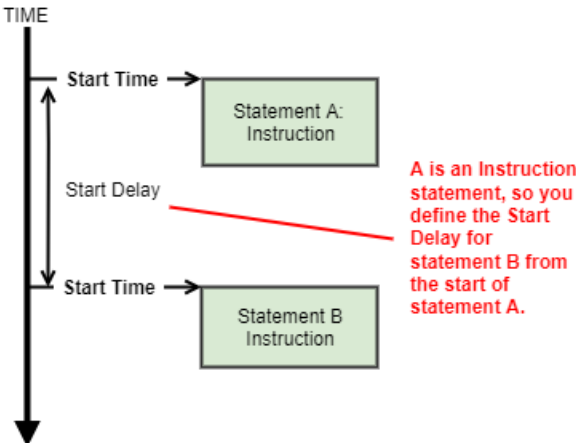 TIME
Start Time
Statement A:
Instruction
Start Delay
A is an Instruction
statement, so you
define the Start
Delay for
statement B from
the start of
statement A.
Start Time
Statement B
Instruction